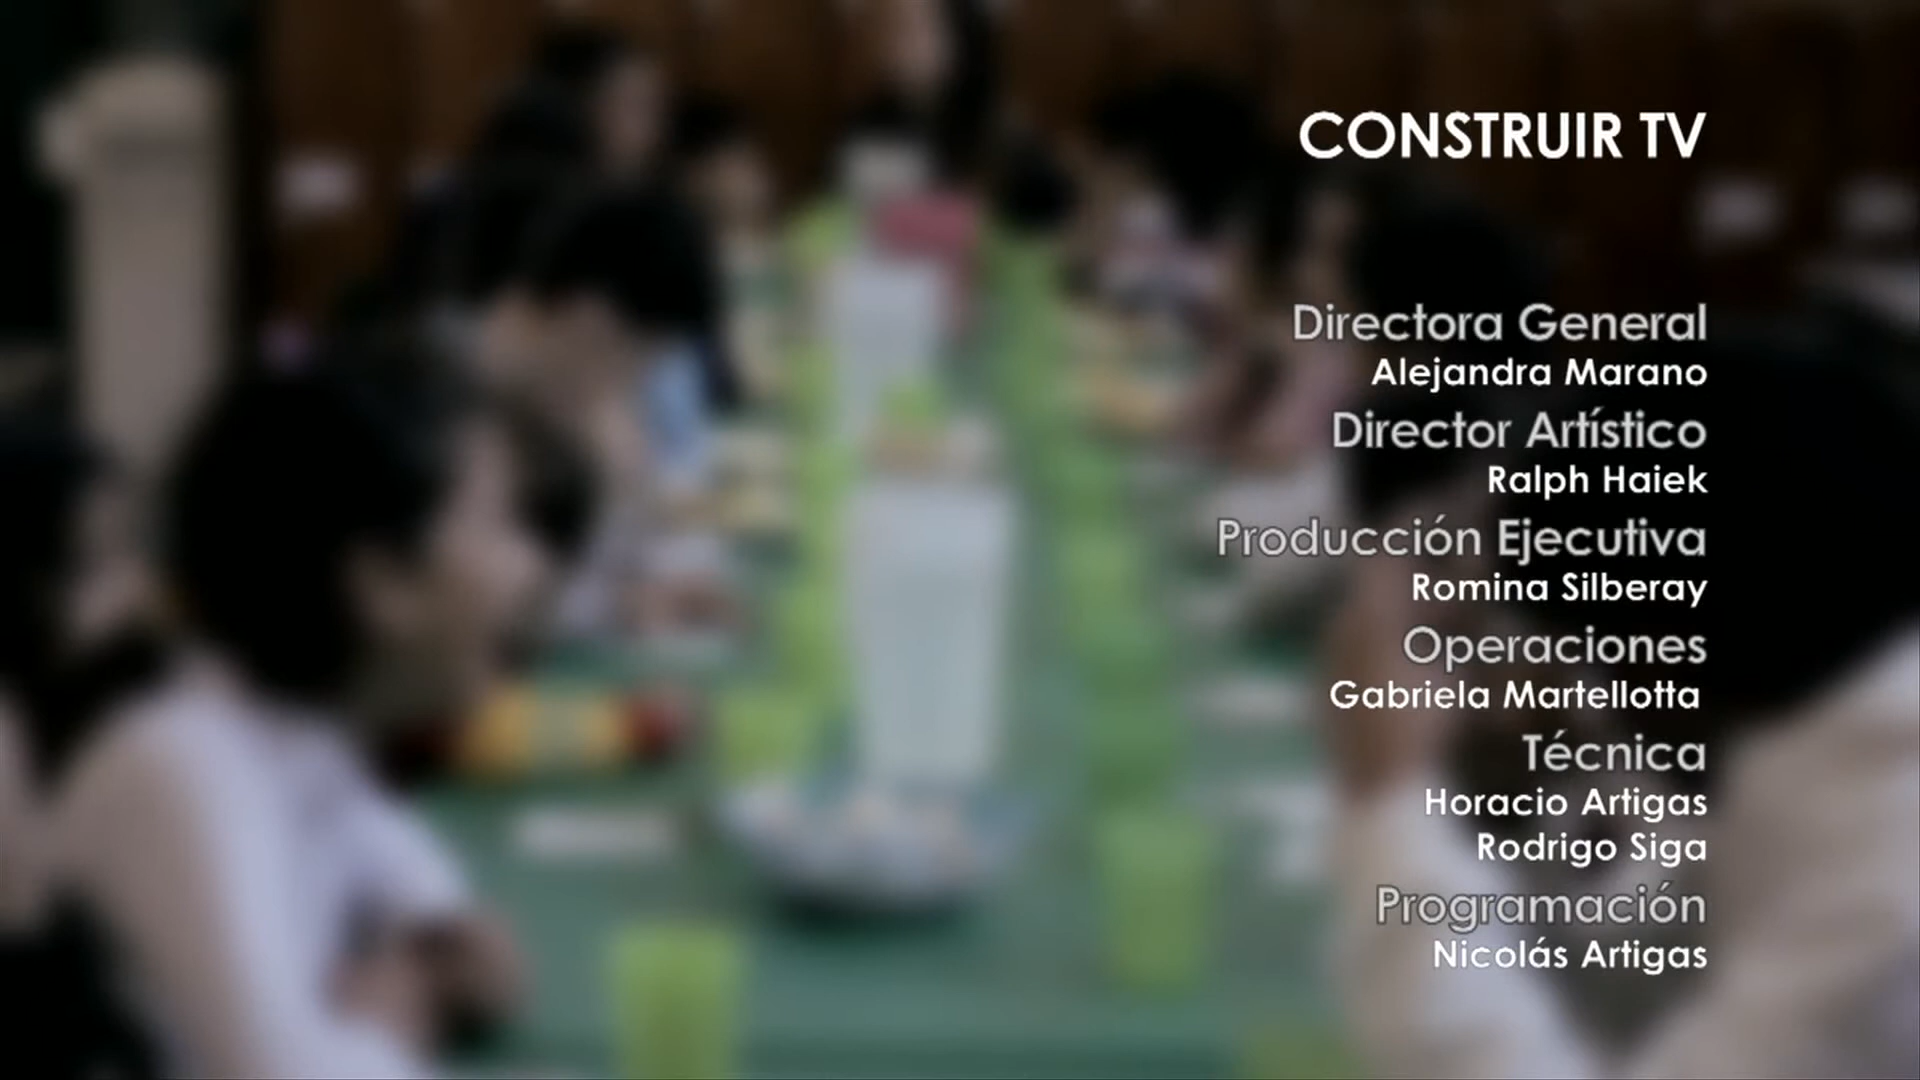 CONSTRUIR TV
Directora General
Alejandra Marano
Director Artístico
Ralph Haiek
Producción Ejecutiva
Romina Silberay
Operaciones
Gabriela Martellotta
Técnica
Horacio Artigas
Rodrigo Siga
Programación
Nicolás Artigas